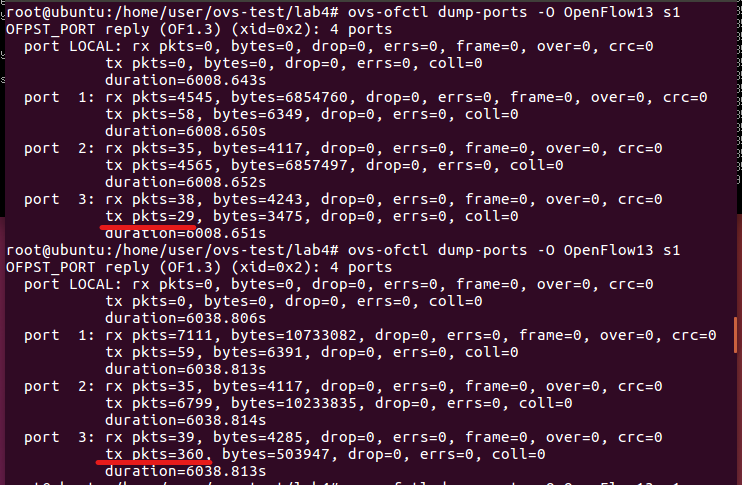 root@ubuntu:/home/user/ovs-test/lab4# ovs-ofctl dump-ports -O OpenFlow13 s1
OFPST_PORT reply (OF1.3) (xid=0x2): 4 ports
port LOCAL: rx pkts=0, bytes=0, drop=0, errs=0, frame=0, over=0, crc=0
tx pkts=0, bytes=0, drop=0, errs=0, coll=0
duration=6008.643s
port  1: rx pkts=4545, bytes=6854760, drop=0, errs=0, frame=0, over=0, crc=0
tx pkts=58, bytes=6349, drop=0, errs=0, coll=0
duration=6008.650s
port  2: rx pkts=35, bytes=4117, drop=0, errs=0, frame=0, over=0, crc=0
tx pkts=4565, bytes=6857497, drop=0, errs=0, coll=0
duration=6008.652s
port  3: rx pkts=38, bytes=4243, drop=0, errs=0, frame=0, over=0, crc=0
tx pkts=29, bytes=3475, drop=0, errs=0, coll=0
duration=6008.651s
root@ubuntu:/home/user/ovs-test/lab4# ovs-ofctl dump-ports -O OpenFlow13 s1
OFPST_PORT reply (OF1.3) (xid=0x2): 4 ports
port LOCAL: rx pkts=0, bytes=0, drop=0, errs=0, frame=0, over=0, crc=0
tx pkts=0, bytes=0, drop=0, errs=0, coll=0
duration=6038.806s
port  1: rx pkts=7111, bytes=10733082, drop=0, errs=0, frame=0, over=0, crc=0
tx pkts=59, bytes=6391, drop=0, errs=0, coll=0
duration=6038.813s
port  2: rx pkts=35, bytes=4117, drop=0, errs=0, frame=0, over=0, crc=0
tx pkts=6799, bytes=10233835, drop=0, errs=0, coll=0
duration=6038.814s
port  3: rx pkts=39, bytes=4285, drop=0, errs=0, frame=0, over=0, crc=0
tx pkts=360, bytes=503947, drop=0, errs=0, coll=0
duration=6038.813s